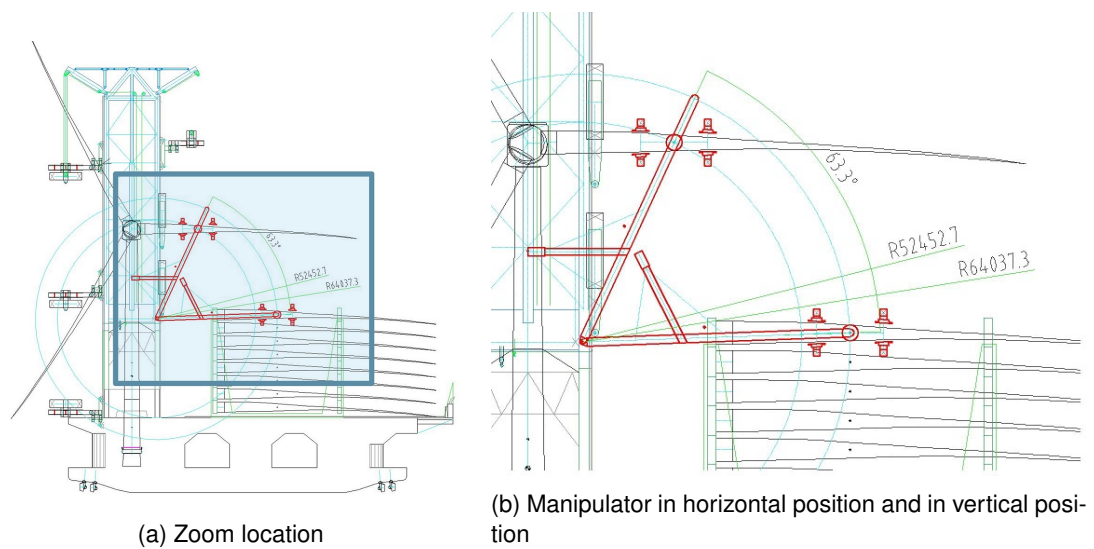 63.3°
R52452.7
R64037.3
63.3°
R52452.7
R64037.3
(a) Zoom location
(b) Manipulator in horizontal position and in vertical posi-
tion